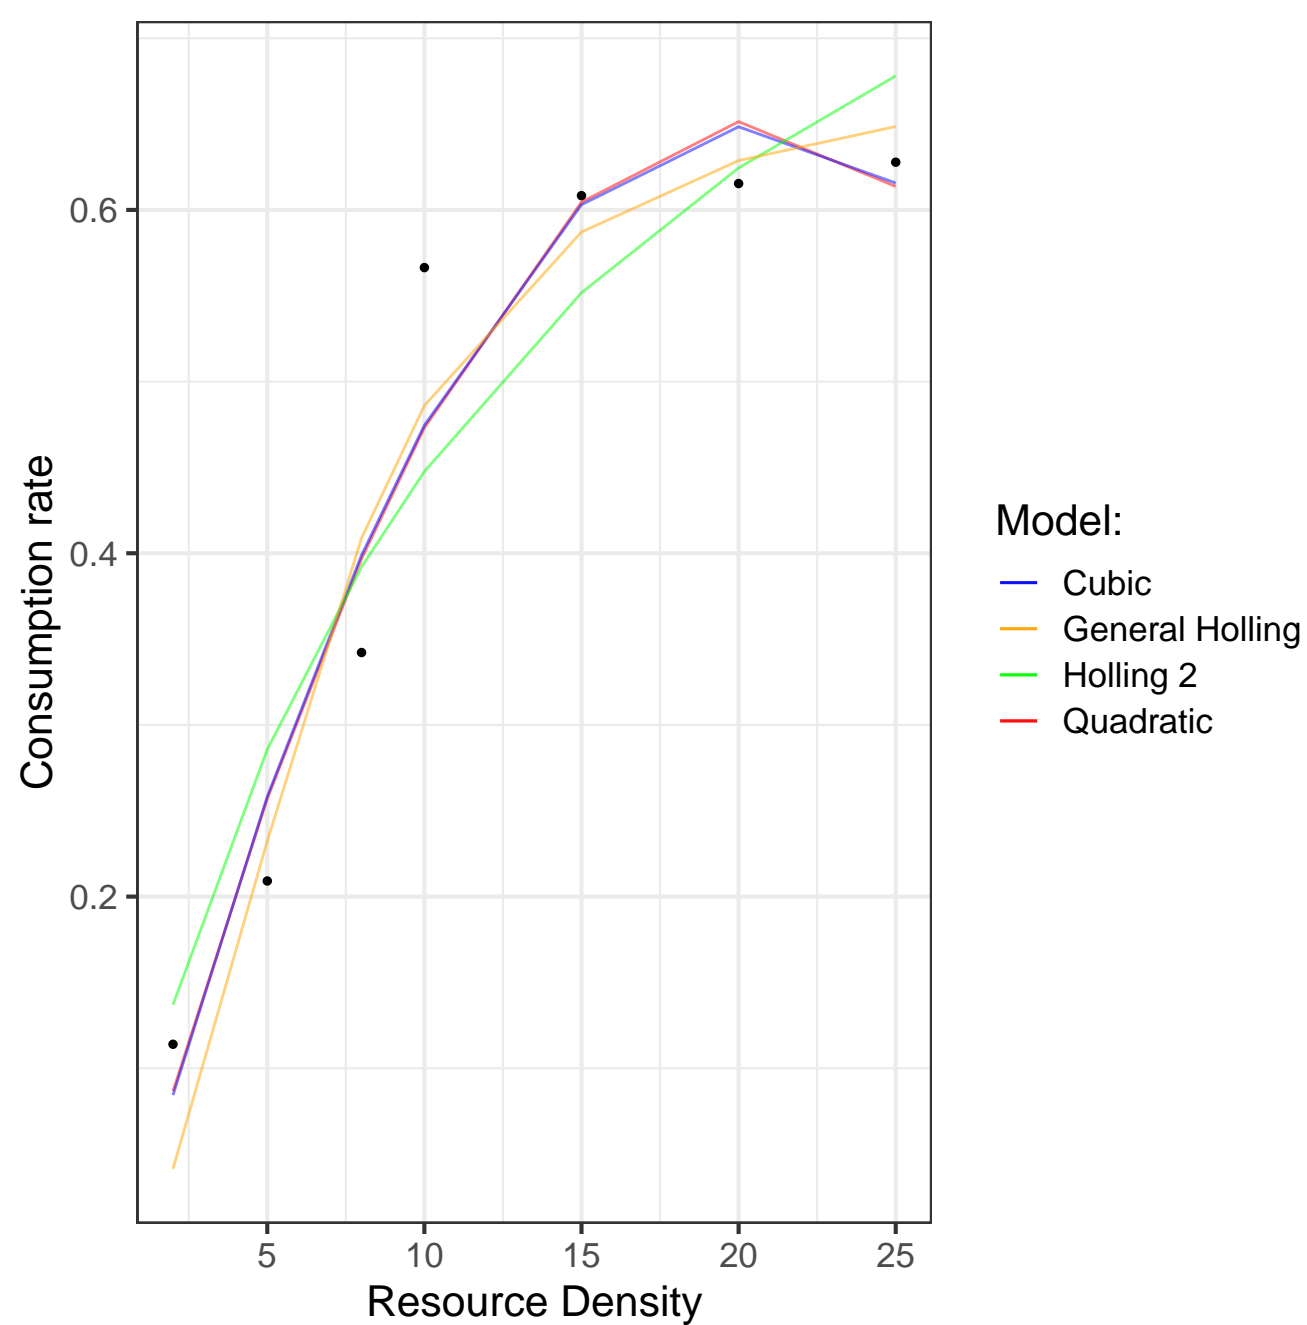 Consumption rate
0.6
0.4
0.2
5 10 15 20 25
Resource Density
Model:
Cubic
General Holling
Holling 2
Quadratic